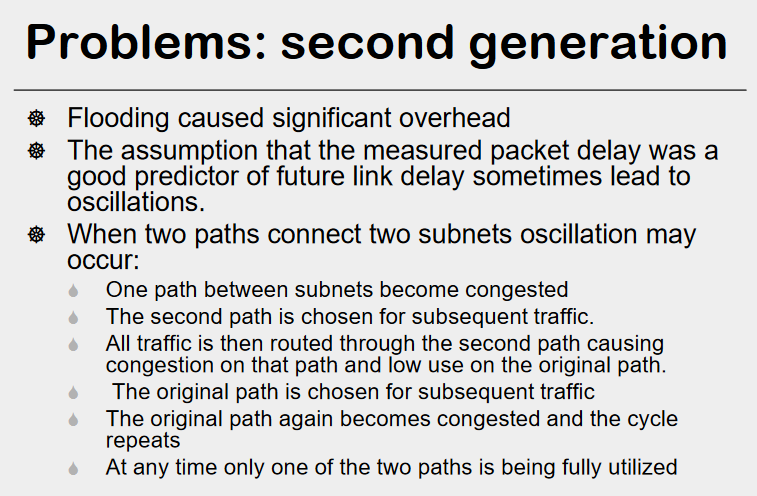 Problems: second generation
Flooding caused significant overhead
The assumption that the measured packet delay was a
good predictor of future link delay sometimes lead to
oscillations.
When two paths connect two subnets oscillation may
occur:
One path between subnets become congested
The second path is chosen for subsequent traffic.
All traffic is then routed through the second path causing
congestion on that path and low use on the original path.
The original path is chosen for subsequent traffic
The original path again becomes congested and the cycle
repeats
At any time only one of the two paths is being fully utilized